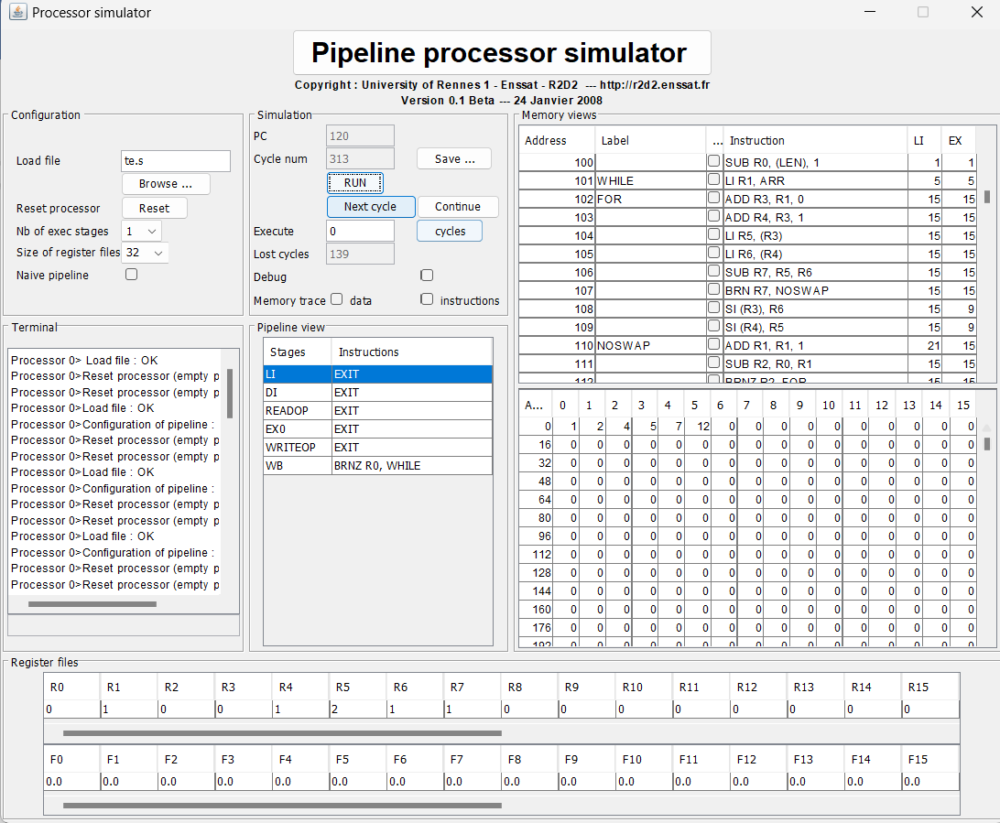 Processor simulator
Pipeline processor simulator
Copyright : University of Rennes 1 - Enssat - R2D2 --- http://r2d2.enssat.fr
Version 0.1 Beta --- 24 Janvier 2008
Configuration
Load file te.s
Browse ...
Reset processor Reset
Nb of exec stages 1
Size of register files 32
Naive pipeline
Simulation
PC 120
Cycle num 313 Save ...
RUN
Next cycle Continue
Execute 0 cycles
Lost cycles 139
Debug
Memory trace data instructions
Memory views
Address Label ... Instruction LI EX
100 SUB R0, (LEN), 1 1 1
101 WHILE LI R1, ARR 5 5
102 FOR ADD R3, R1, 0 15 15
103 ADD R4, R3, 1 15 15
104 LI R5, (R3) 15 15
105 LI R6, (R4) 15 15
106 SUB R7, R5, R6 15 15
107 BRN R7, NOSWAP 15 15
108 SI (R3), R6 15 9
109 SI (R4), R5 15 9
110 NOSWAP ADD R1, R1, 1 21 15
111 SUB R2, R0, R1 15 15
112 BRNZ R2, FOR 15 15
Terminal
Processor 0> Load file : OK
Processor 0>Reset processor (empty p
Processor 0>Reset processor (empty p
Processor 0>Load file : OK
Processor 0>Configuration of pipeline :
Processor 0>Reset processor (empty p
Processor 0>Reset processor (empty p
Processor 0>Load file : OK
Processor 0>Configuration of pipeline :
Processor 0>Reset processor (empty p
Processor 0>Reset processor (empty p
Processor 0>Load file : OK
Processor 0>Configuration of pipeline :
Processor 0>Reset processor (empty p
Processor 0>Reset processor (empty p
Pipeline view
Stages Instructions
LI EXIT
DI EXIT
READOP EXIT
EX0 EXIT
WRITEOP EXIT
WB BRNZ R0, WHILE
A... 0 1 2 3 4 5 6 7 8 9 10 11 12 13 14 15
0 1 2 4 5 7 12 0 0 0 0 0 0 0 0 0 0
16 0 0 0 0 0 0 0 0 0 0 0 0 0 0 0 0
32 0 0 0 0 0 0 0 0 0 0 0 0 0 0 0 0
48 0 0 0 0 0 0 0 0 0 0 0 0 0 0 0 0
64 0 0 0 0 0 0 0 0 0 0 0 0 0 0 0 0
80 0 0 0 0 0 0 0 0 0 0 0 0 0 0 0 0
96 0 0 0 0 0 0 0 0 0 0 0 0 0 0 0 0
112 0 0 0 0 0 0 0 0 0 0 0 0 0 0 0 0
128 0 0 0 0 0 0 0 0 0 0 0 0 0 0 0 0
144 0 0 0 0 0 0 0 0 0 0 0 0 0 0 0 0
160 0 0 0 0 0 0 0 0 0 0 0 0 0 0 0 0
176 0 0 0 0 0 0 0 0 0 0 0 0 0 0 0 0
192 0 0 0 0 0 0 0 0 0 0 0 0 0 0 0 0
Register files
R0 R1 R2 R3 R4 R5 R6 R7 R8 R9 R10 R11 R12 R13 R14 R15
0 1 0 0 1 2 1 1 0 0 0 0 0 0 0 0
F0 F1 F2 F3 F4 F5 F6 F7 F8 F9 F10 F11 F12 F13 F14 F15
0.0 0.0 0.0 0.0 0.0 0.0 0.0 0.0 0.0 0.0 0.0 0.0 0.0 0.0 0.0 0.0